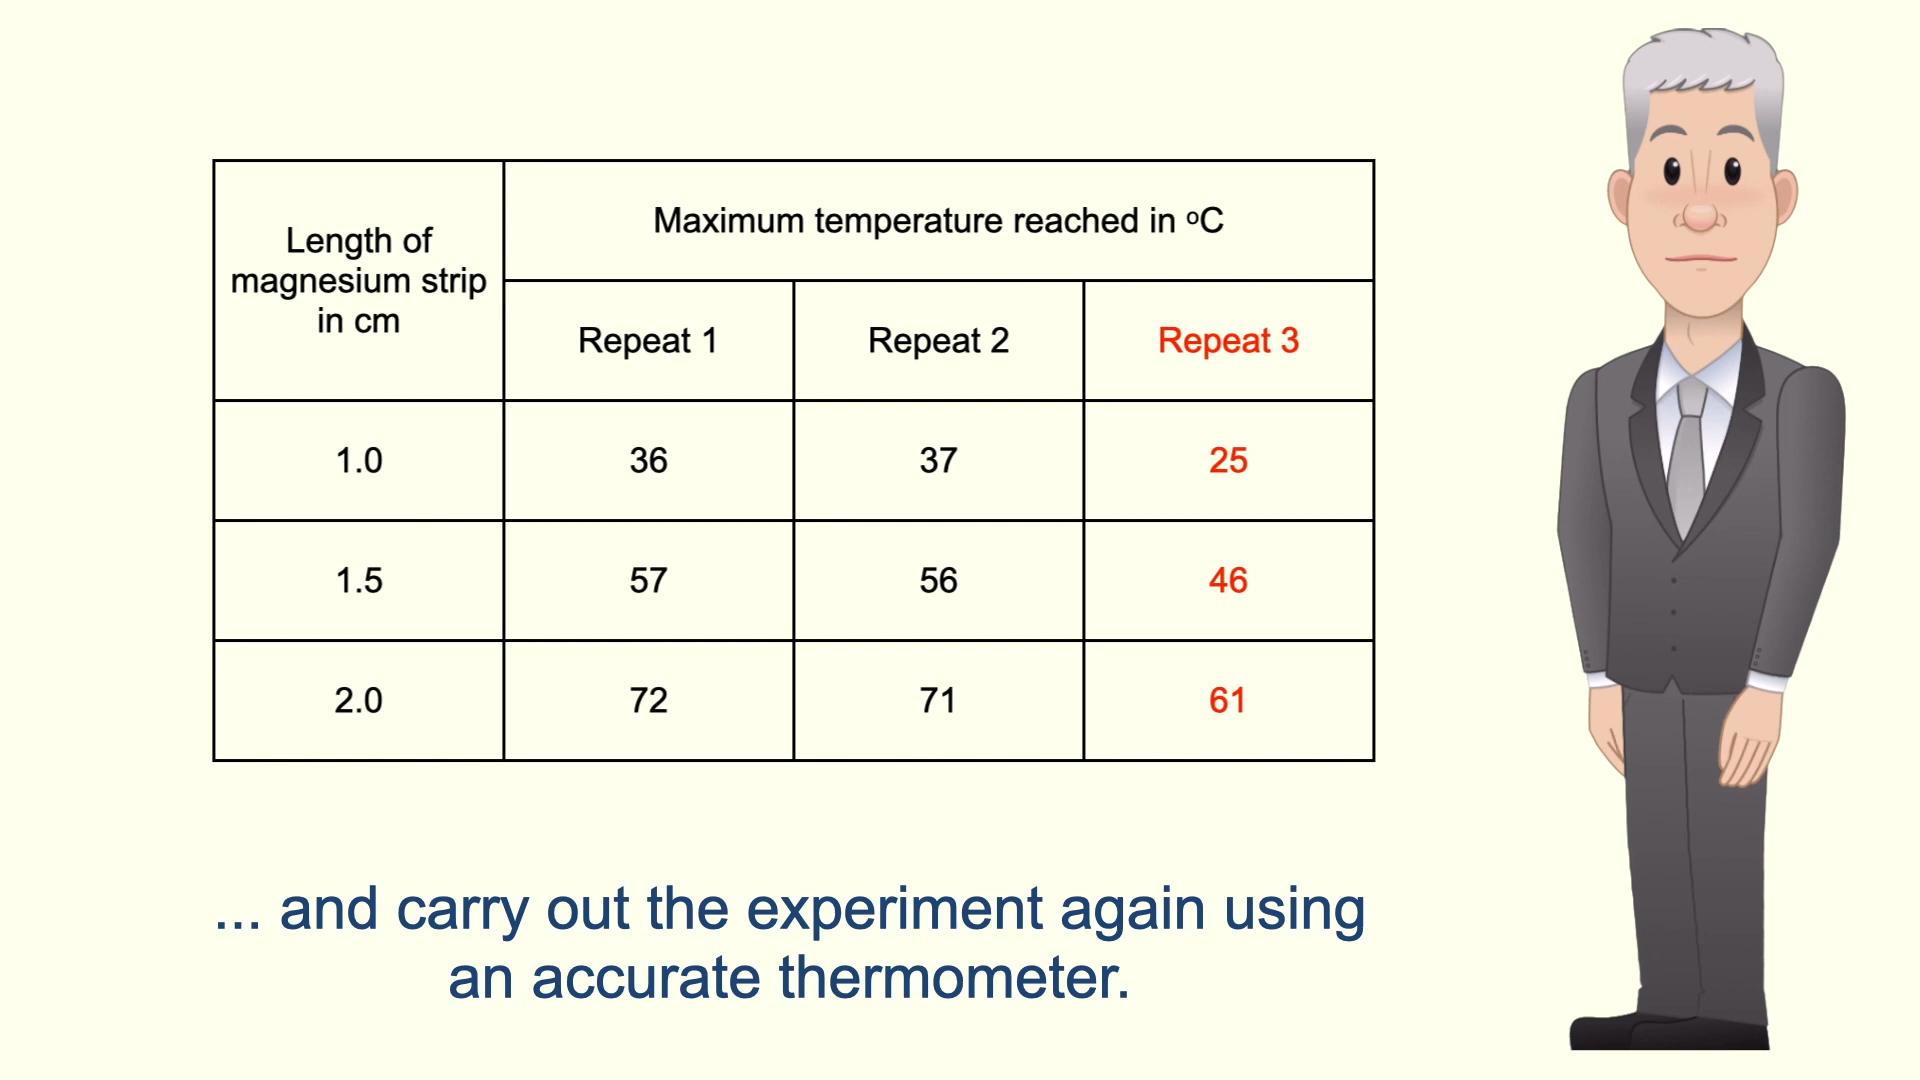 Length of
magnesium strip
in cm
Maximum temperature reached in ºC
Repeat 1
Repeat 2
Repeat 3
1.0
36
37
25
1.5
57
56
46
2.0
72
71
61
... and carry out the experiment again using
an accurate thermometer.